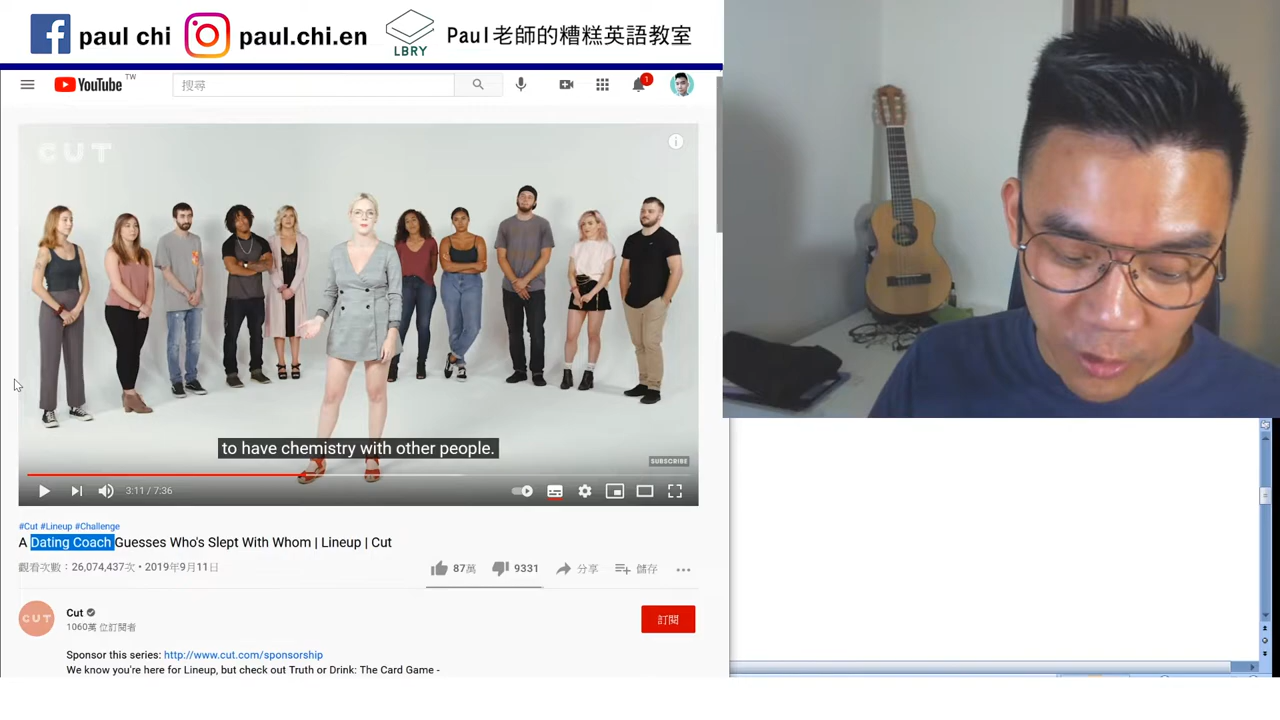 paul chi
paul.chi.en
LBRY
Paul老師的糟糕英語教室
YouTube TW
搜尋
1
CUT
to have chemistry with other people.
SUBSCRIBE
3:11 / 7:36
#Cut #Lineup #Challenge
A Dating Coach Guesses Who's Slept With Whom | Lineup | Cut
觀看次數：26,074,437次 • 2019年9月11日
87萬
9331
分享
儲存
CUT
Cut
1060萬 位訂閱者
訂閱
Sponsor this series: http://www.cut.com/sponsorship
We know you're here for Lineup, but check out Truth or Drink: The Card Game -